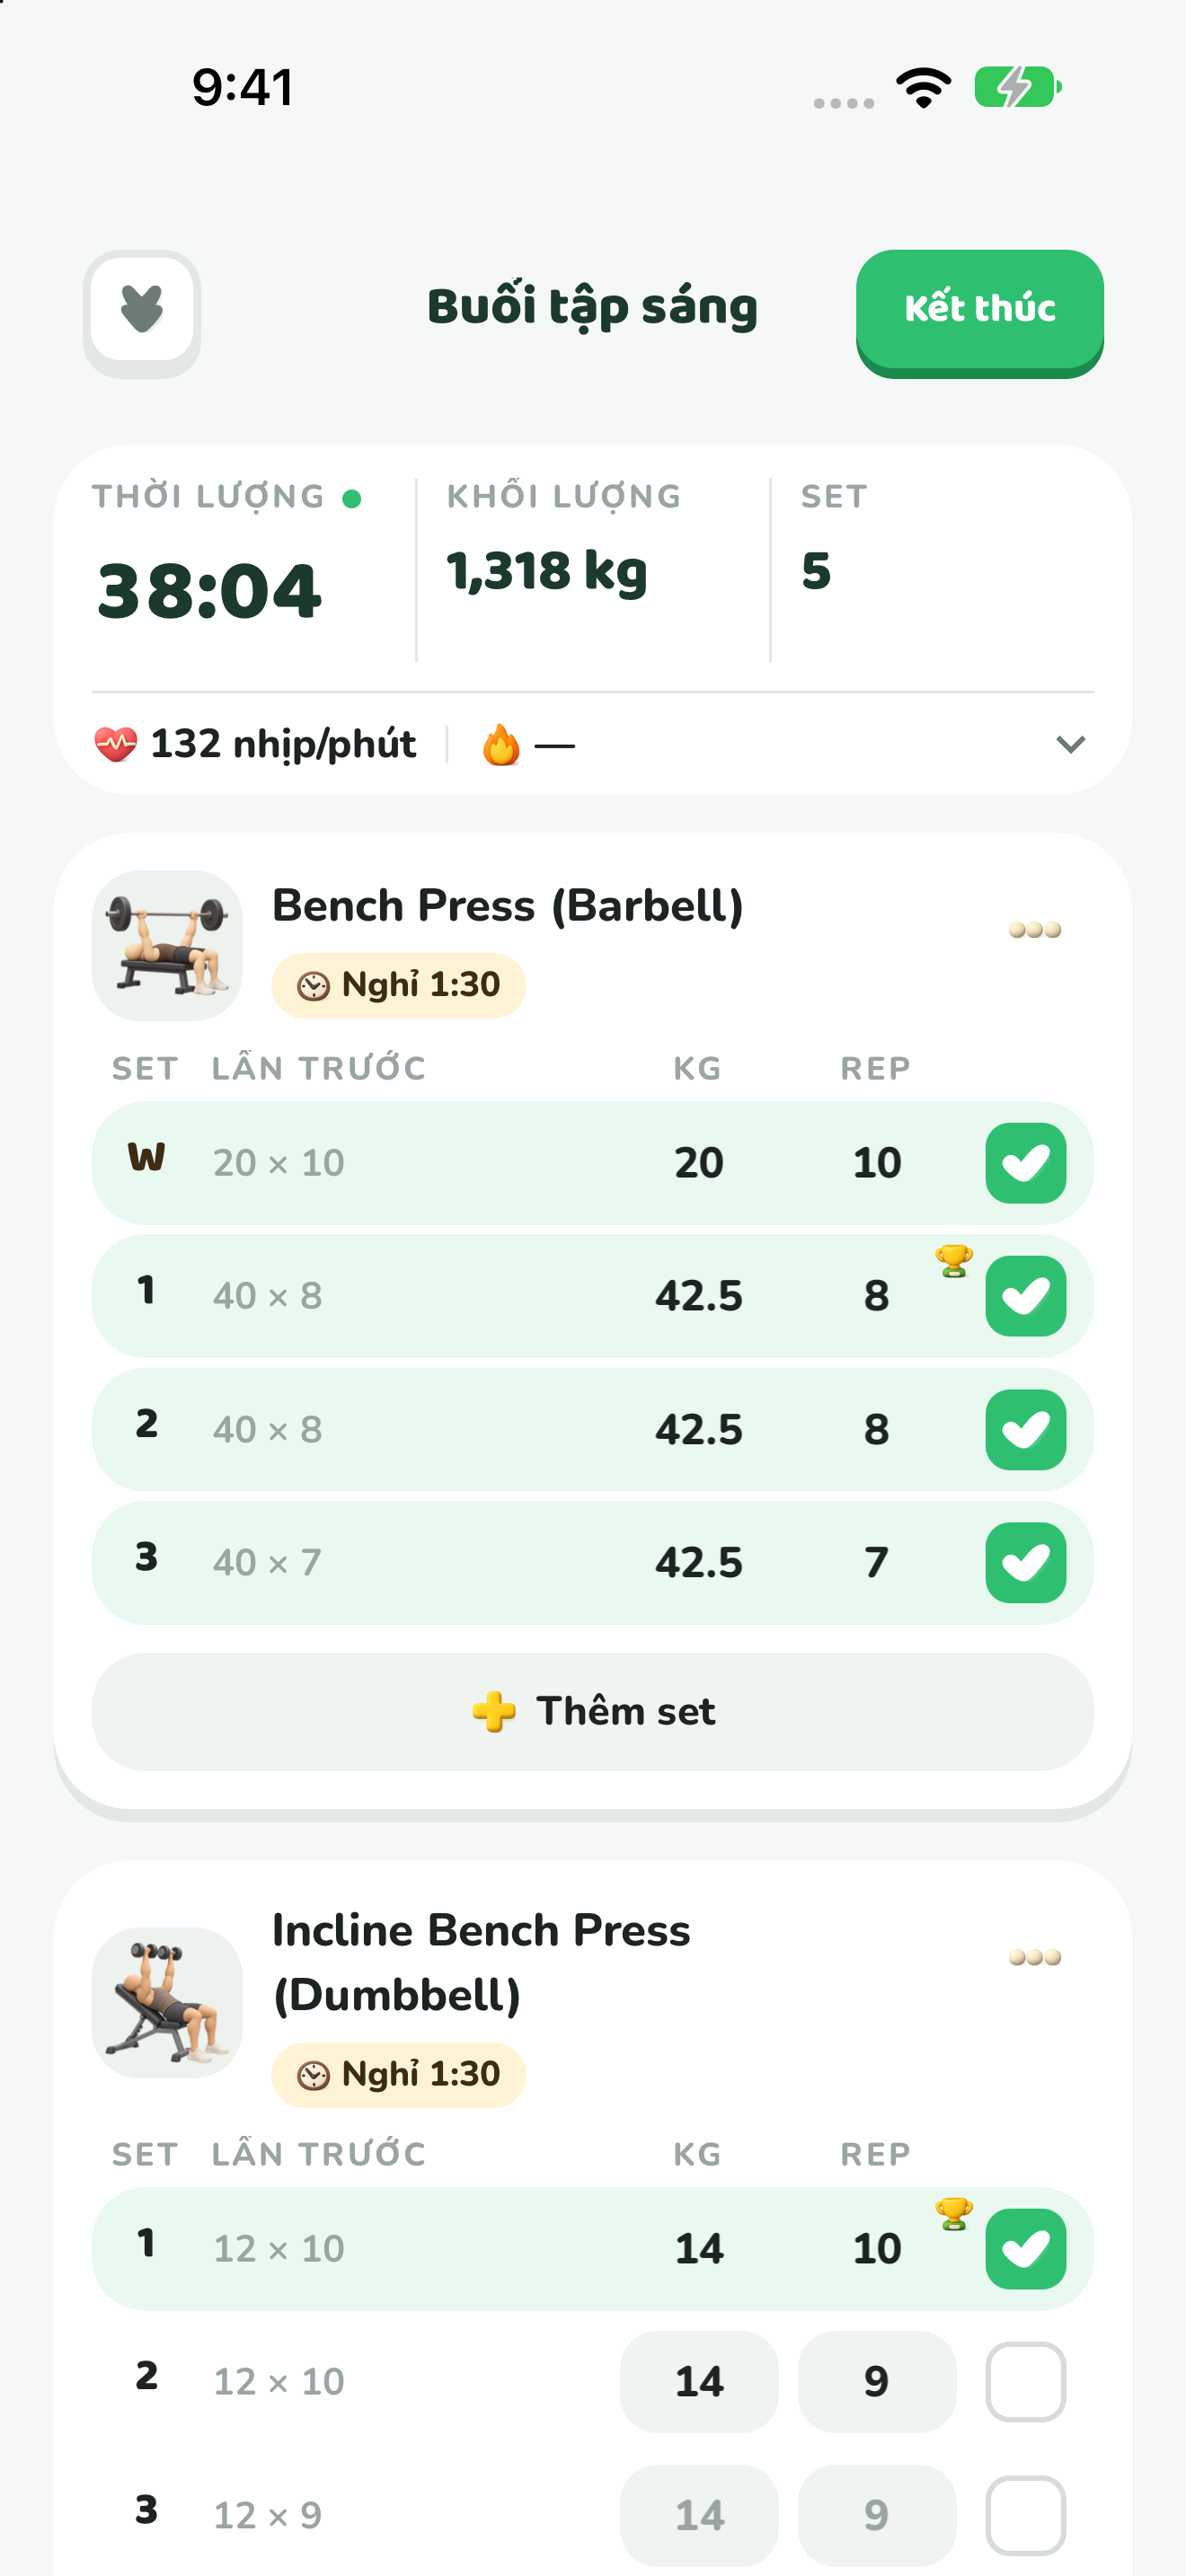 9:41
Buổi tập sáng
Kết thúc
THỜI LƯỢNG
KHỐI LƯỢNG
SET
38:04
1,318 kg
5
132 nhịp/phút
—
Bench Press (Barbell)
Nghỉ 1:30
SET LẦN TRƯỚC KG REP
W 20 × 10 20 10
1 40 × 8 42.5 8
2 40 × 8 42.5 8
3 40 × 7 42.5 7
Thêm set
Incline Bench Press
(Dumbbell)
Nghỉ 1:30
SET LẦN TRƯỚC KG REP
1 12 × 10 14 10
2 12 × 10 14 9
3 12 × 9 14 9